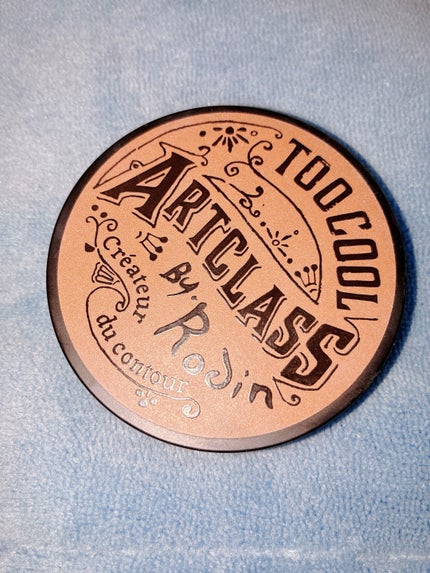 TOO COOL
ARTCLASS
By. Rodin
Créateur
du contour